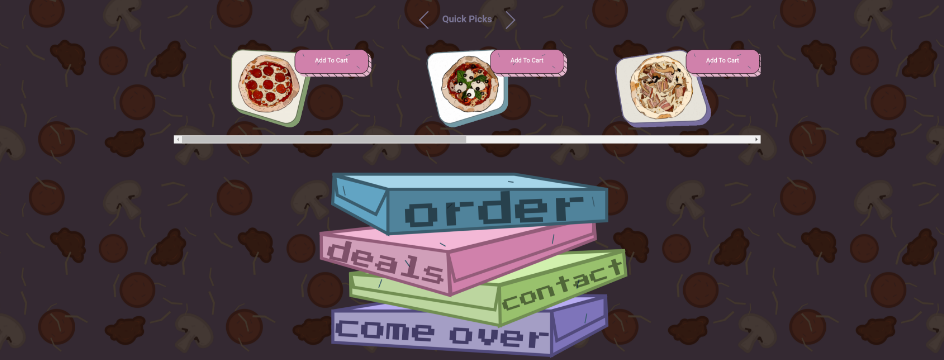 Quick Picks
Add To Cart
Add To Cart
Add To Cart
order
deals
contact
come over